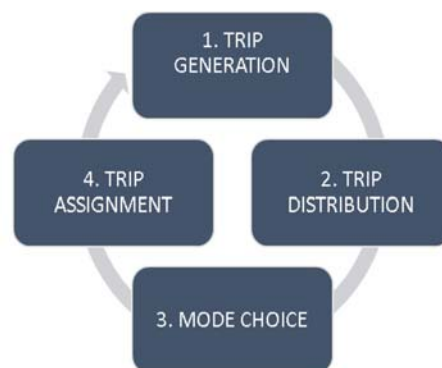 1. TRIP
GENERATION
2. TRIP
DISTRIBUTION
3. MODE CHOICE
4. TRIP
ASSIGNMENT